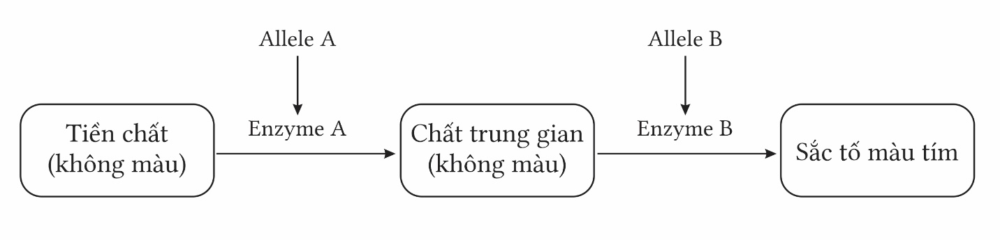 Allele A
Allele B
Tiền chất
(không màu)
Enzyme A
Chất trung gian
(không màu)
Enzyme B
Sắc tố màu tím